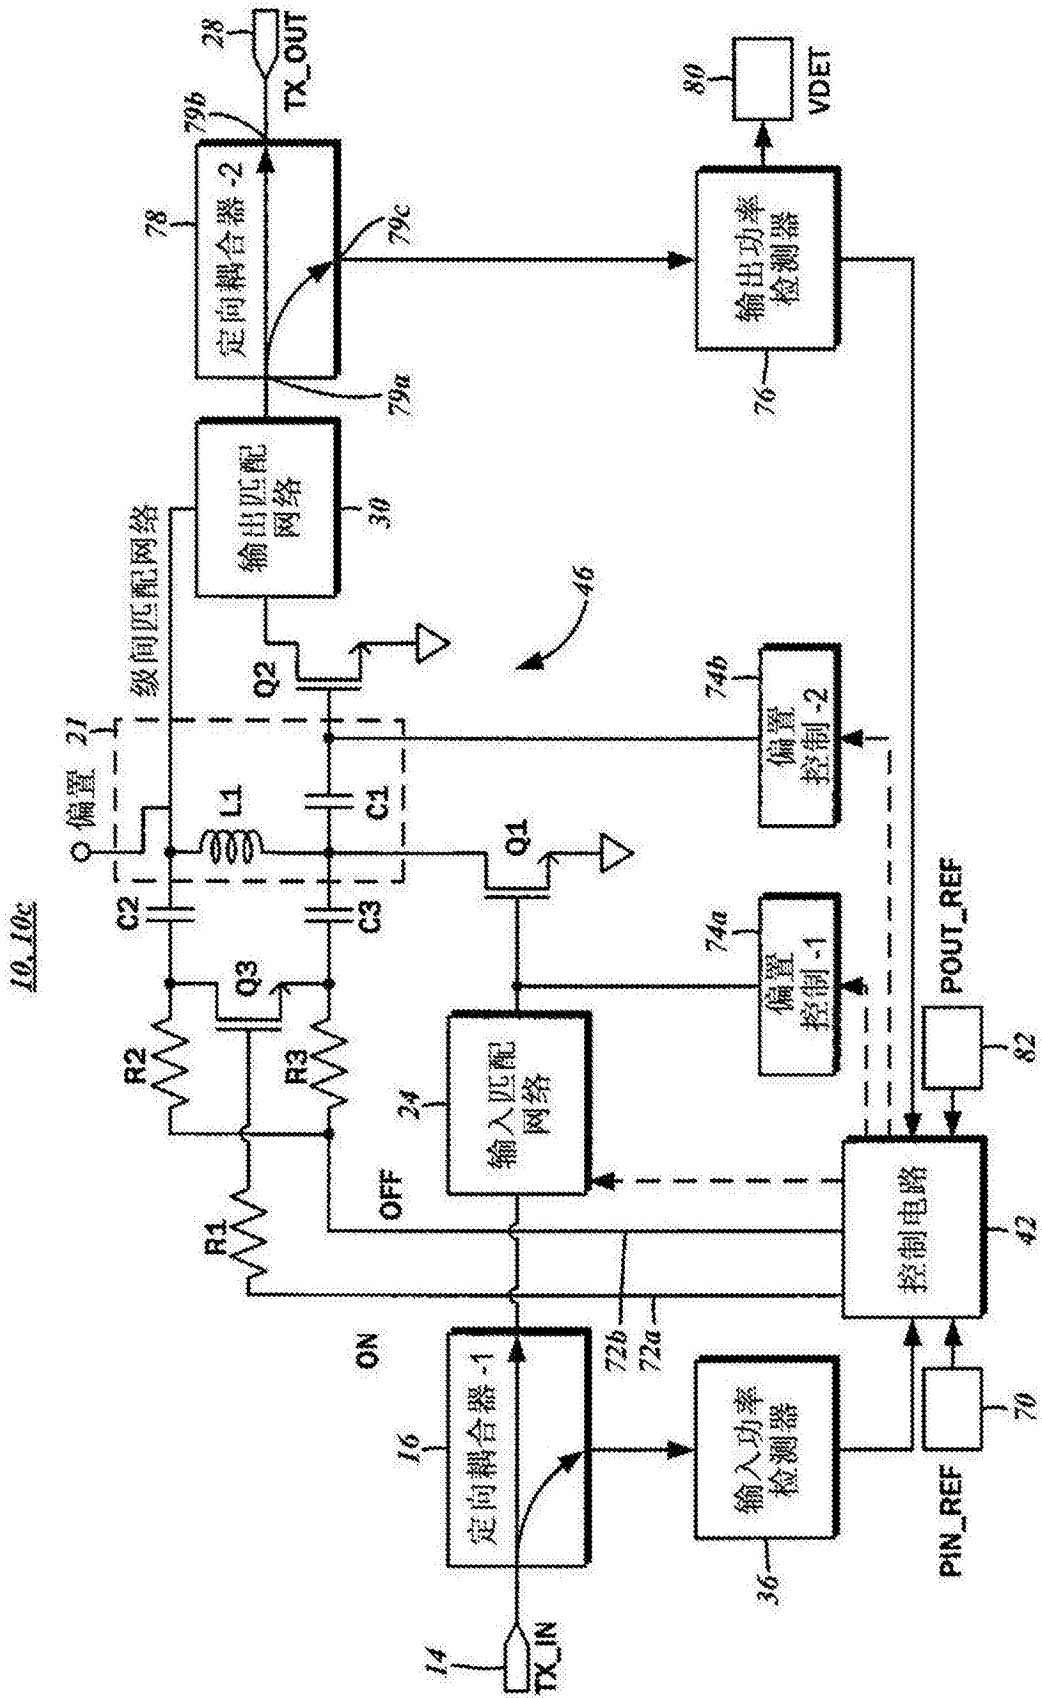 10, 10c
偏置
21
级间匹配网络
C2
L1
R2
Q3
R1
R3
C3
C1
Q2
输出匹配
网络
30
78
定向耦合器 -2
79b
79a
79c
28
TX_OUT
ON
OFF
46
14
TX_IN
16
定向耦合器 -1
24
输入匹配
网络
Q1
72b
72a
74a
偏置
控制 -1
74b
偏置
控制 -2
36
输入功率
检测器
76
输出功率
检测器
80
VDET
PIN_REF
70
控制电路
42
POUT_REF
82